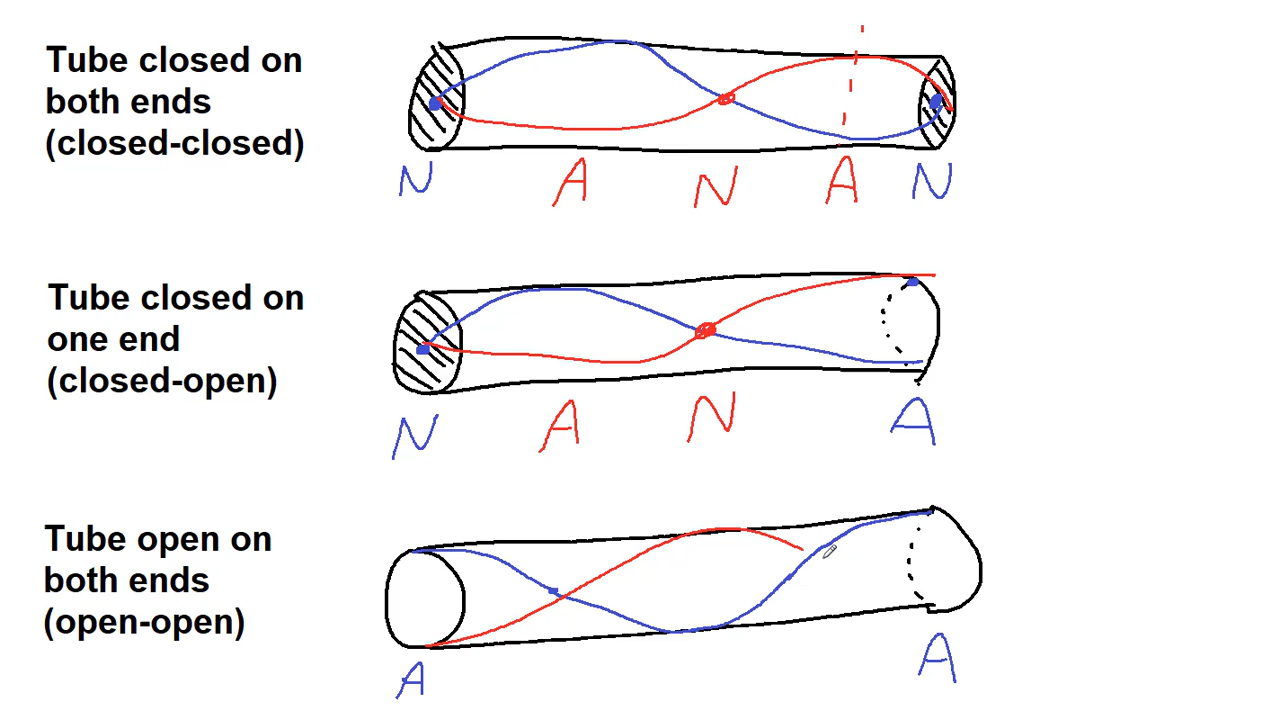 Tube closed on
both ends
(closed-closed)
N A N A N
Tube closed on
one end
(closed-open)
N A N A
Tube open on
both ends
(open-open)
A A